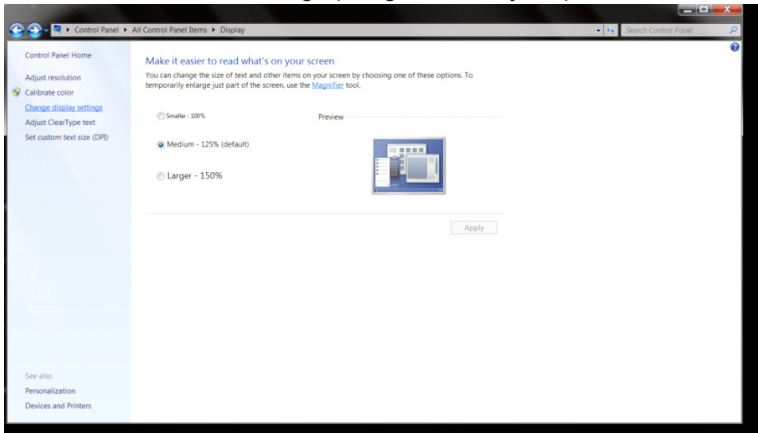 Control Panel ▸ All Control Panel Items ▸ Display
Search Control Panel
Control Panel Home
Adjust resolution
Calibrate color
Change display settings
Adjust ClearType text
Set custom text size (DPI)
Make it easier to read what's on your screen
You can change the size of text and other items on your screen by choosing one of these options. To
temporarily enlarge just part of the screen, use the Magnifier tool.
Smaller - 100%
Preview
Medium - 125% (default)
Larger - 150%
Apply
See also
Personalization
Devices and Printers